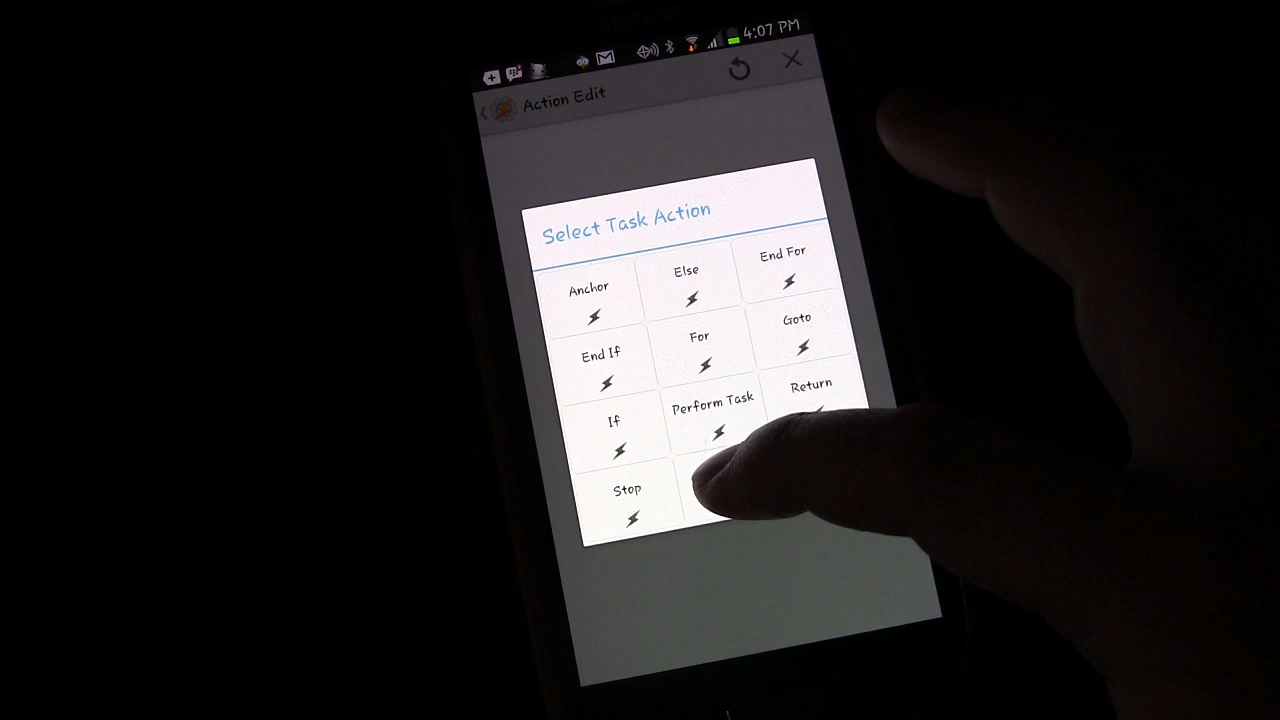 4:07 PM
Action Edit
Select Task Action
Anchor
Else
End For
End If
For
Goto
If
Perform Task
Return
Stop